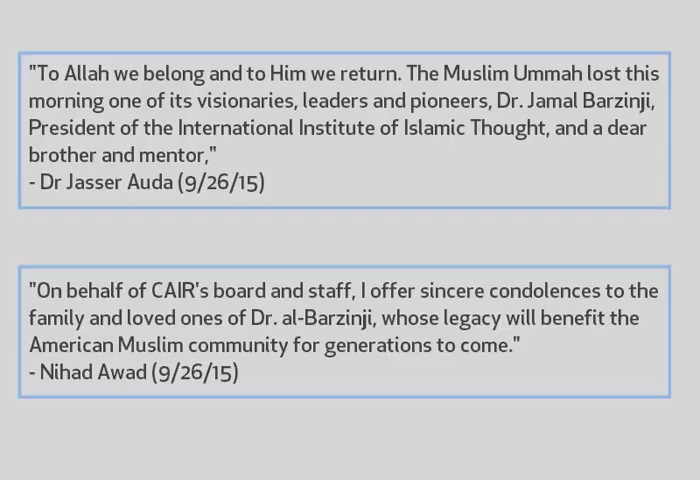 "To Allah we belong and to Him we return. The Muslim Ummah lost this
morning one of its visionaries, leaders and pioneers, Dr. Jamal Barzinji,
President of the International Institute of Islamic Thought, and a dear
brother and mentor,"
- Dr Jasser Auda (9/26/15)
"On behalf of CAIR's board and staff, I offer sincere condolences to the
family and loved ones of Dr. al-Barzinji, whose legacy will benefit the
American Muslim community for generations to come."
- Nihad Awad (9/26/15)